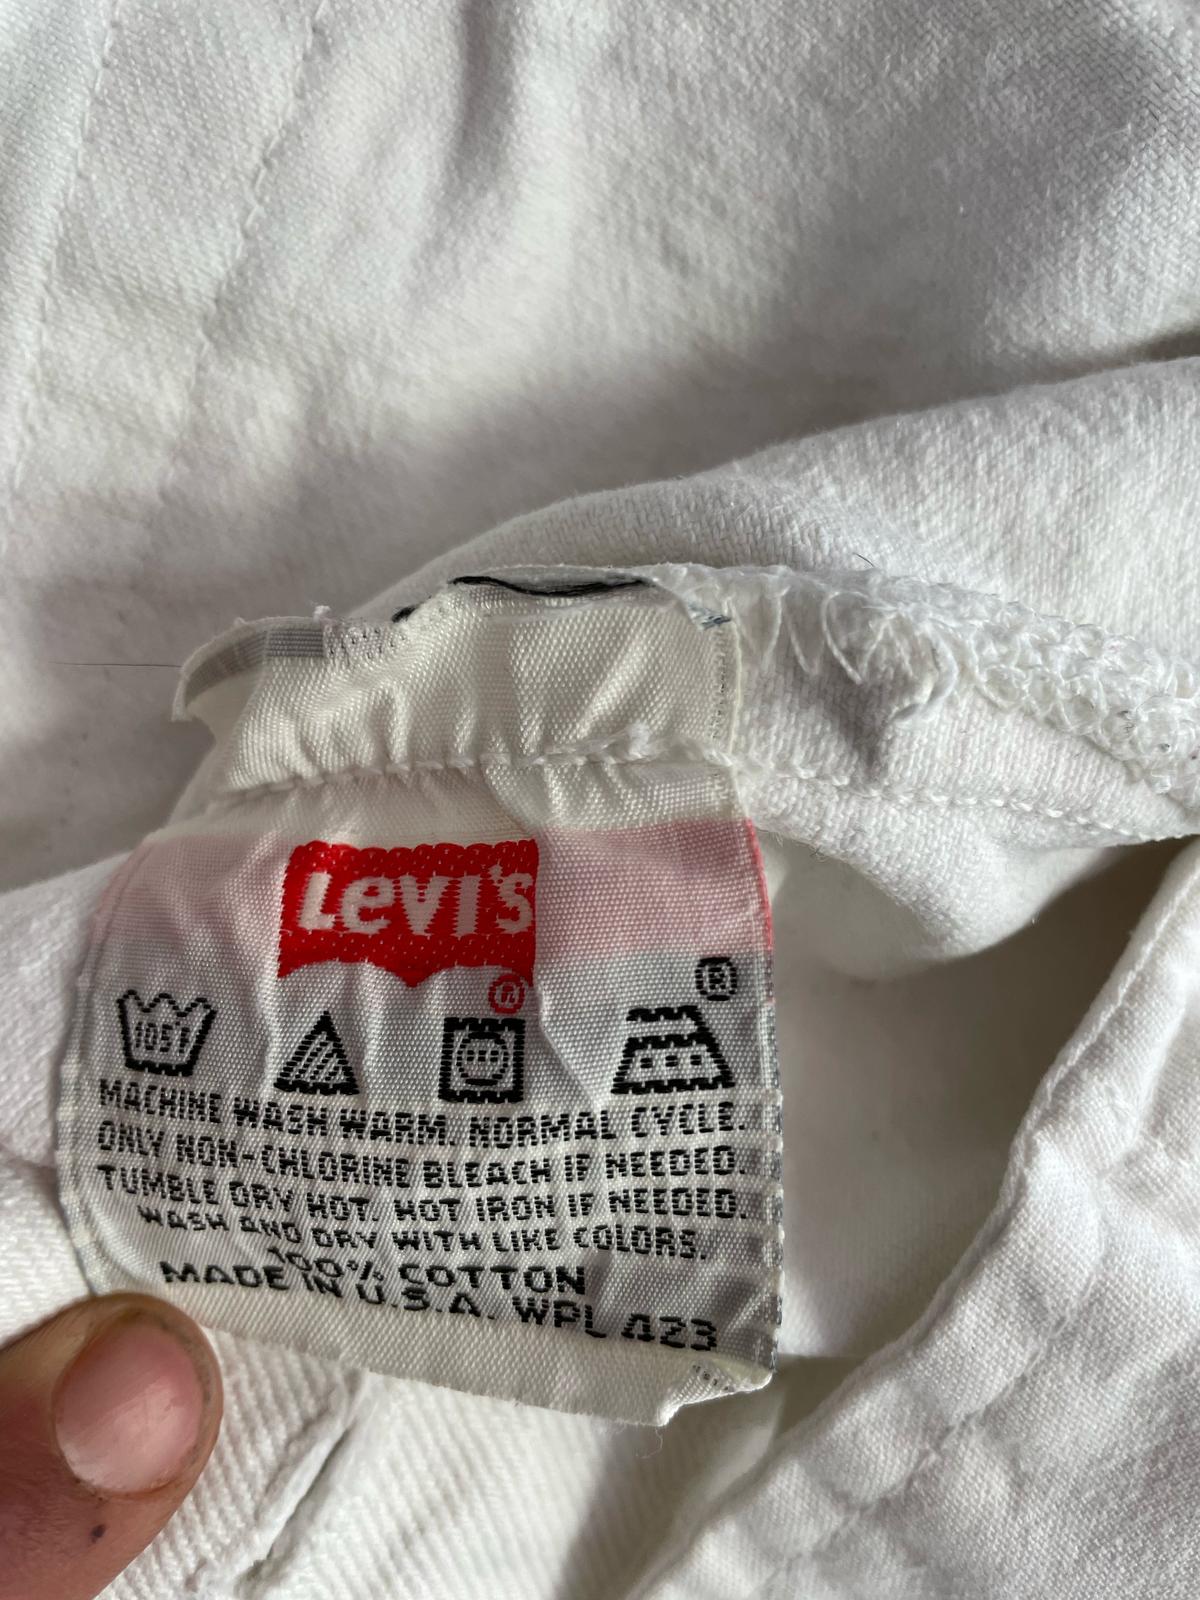 LEVI'S
®
®
105°F
MACHINE WASH WARM. NORMAL CYCLE.
ONLY NON-CHLORINE BLEACH IF NEEDED.
TUMBLE DRY HOT. HOT IRON IF NEEDED.
WASH AND DRY WITH LIKE COLORS.
100% COTTON
MADE IN U.S.A. WPL 423